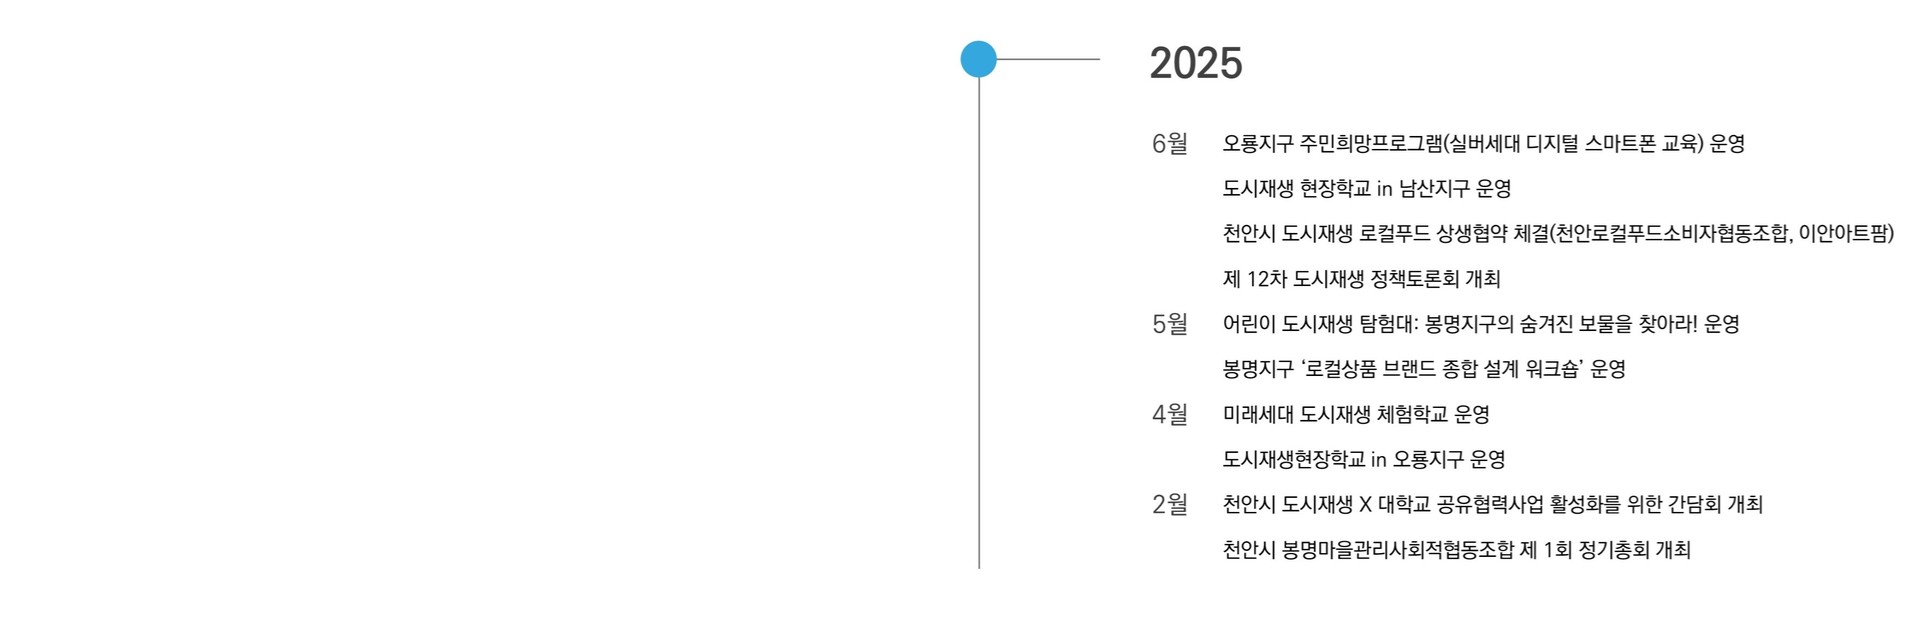 2025
6월 오룡지구 주민희망프로그램(실버세대 디지털 스마트폰 교육) 운영
도시재생 현장학교 in 남산지구 운영
천안시 도시재생 로컬푸드 상생협약 체결(천안로컬푸드소비자협동조합, 이안아트팜)
제 12차 도시재생 정책토론회 개최
5월 어린이 도시재생 탐험대: 봉명지구의 숨겨진 보물을 찾아라! 운영
봉명지구 ‘로컬상품 브랜드 종합 설계 워크숍’ 운영
4월 미래세대 도시재생 체험학교 운영
도시재생현장학교 in 오룡지구 운영
2월 천안시 도시재생 X 대학교 공유협력사업 활성화를 위한 간담회 개최
천안시 봉명마을관리사회적협동조합 제 1회 정기총회 개최